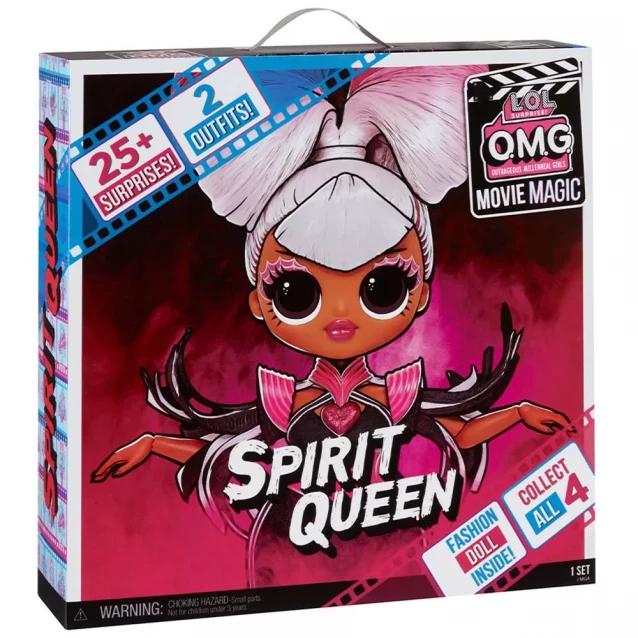 25+
SURPRISES!
2
OUTFITS!
L.O.L.
SURPRISE!
O.M.G.
OUTRAGEOUS MILLENNIAL GIRLS
MOVIE MAGIC
SPIRIT QUEEN
SPIRIT
QUEEN
FASHION
DOLL
INSIDE!
COLLECT
ALL 4
WARNING:
CHOKING HAZARD-Small parts.
Not for children under 3 years.
1 SET
©MGA